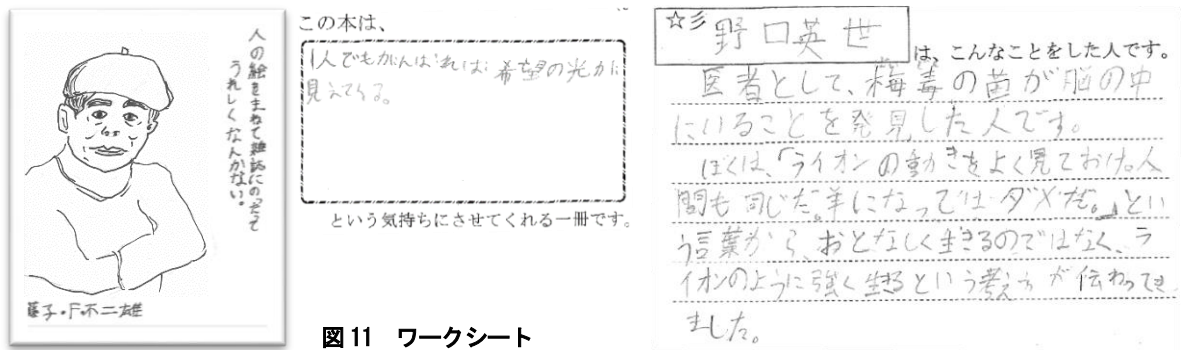 人の絵をまねて雑誌にのったって
うれしくなんかない。
藤子・F・不二雄
この本は、
1人でもがんばれば、希望の光が
見えてくる。
という気持ちにさせてくれる一冊です。
図11 ワークシート
☆彡 野口英世 は、こんなことをした人です。
医者として、梅毒の菌が脳の中
にいることを発見した人です。
ぼくは、「ライオンの動きをよく見ておけ。人
間も同じだ。羊になってはダメだ。」とい
う言葉から、おとなしく生きるのではなく、ラ
イオンのように強く生きるという考え方が伝わってき
ました。